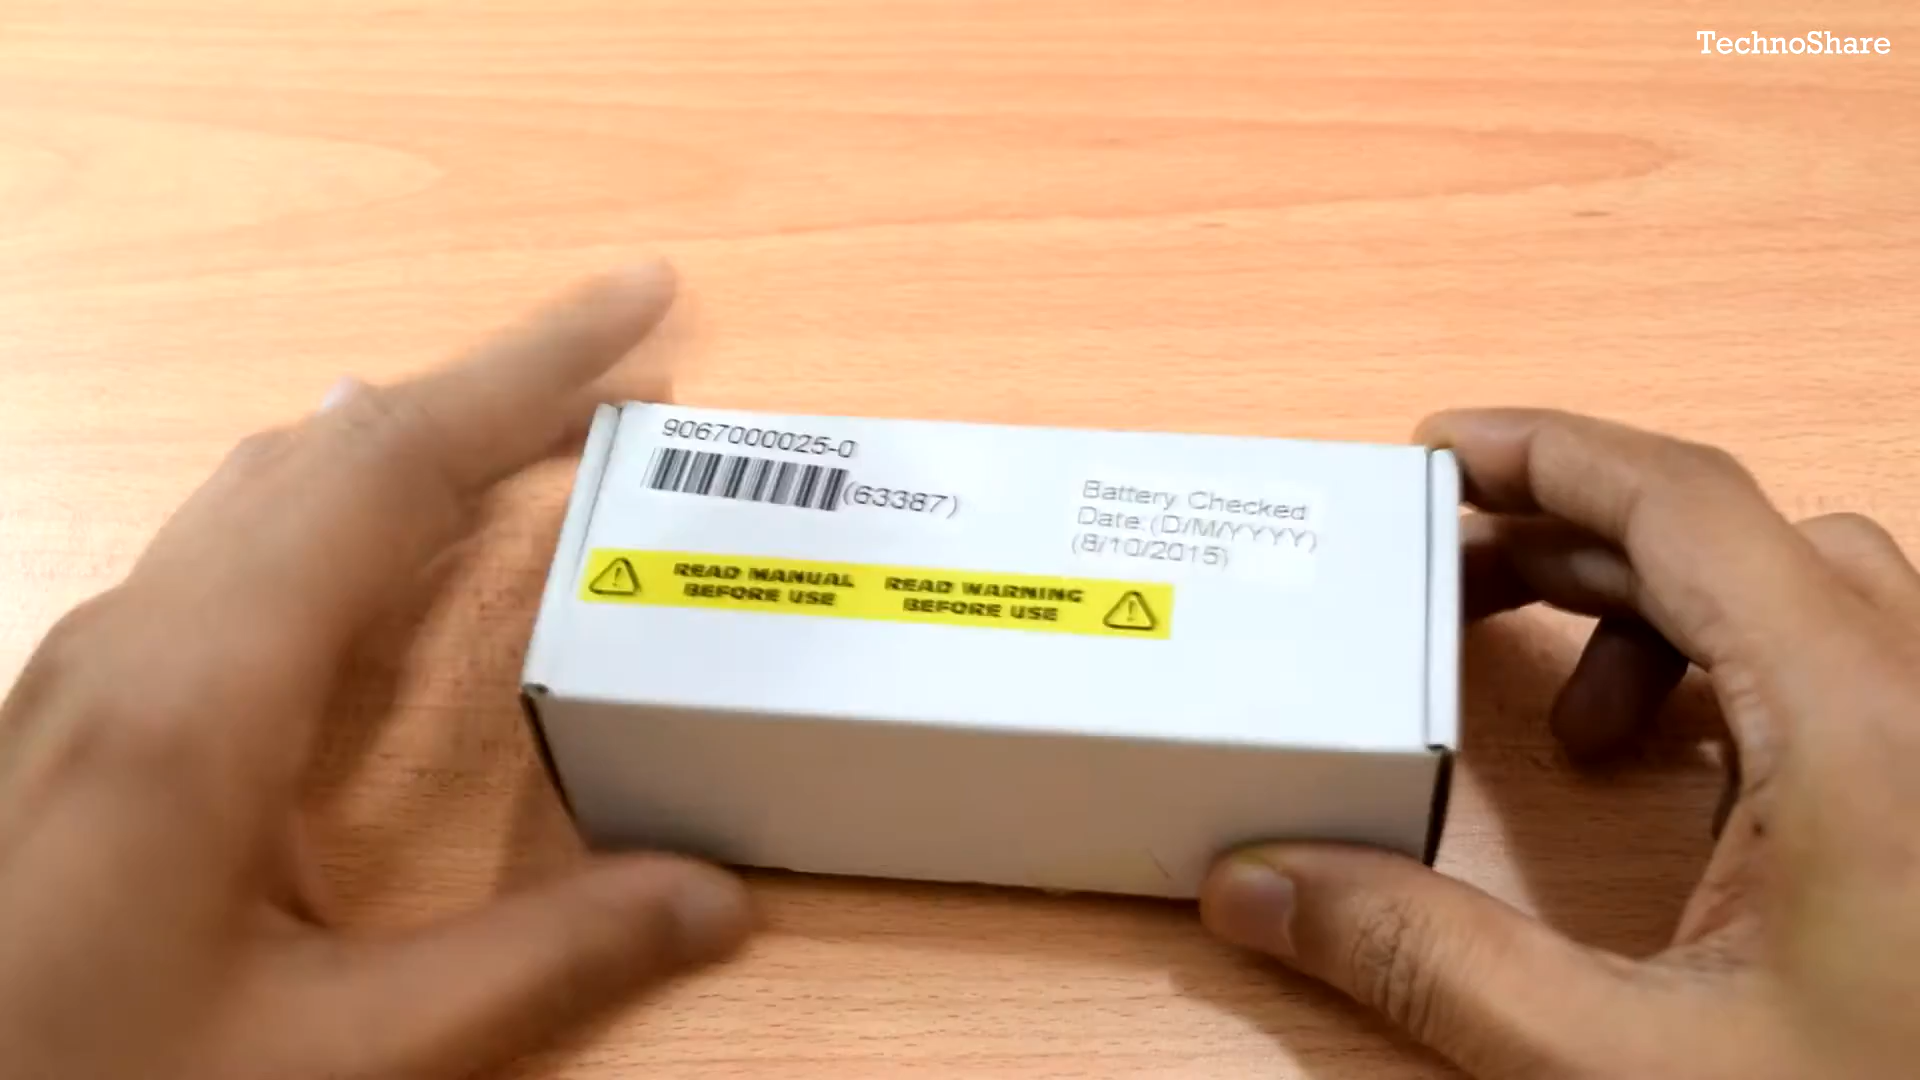 TechnoShare
9067000025-0
(63387)
Battery Checked
Date:(D/M/YYYY)
(8/10/2015)
READ MANUAL
BEFORE USE
READ WARNING
BEFORE USE